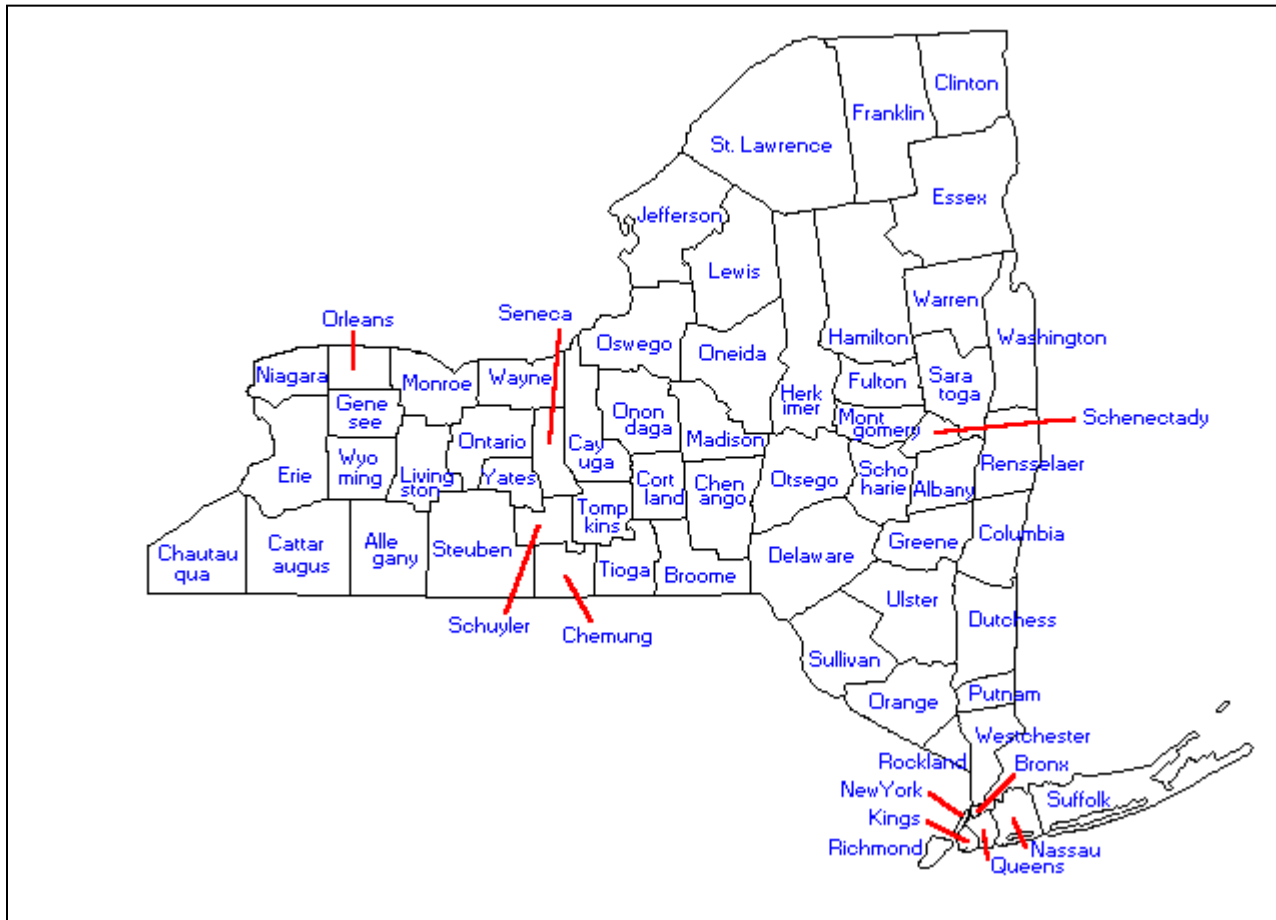 Clinton
Franklin
St. Lawrence
Essex
Jefferson
Lewis
Warren
Seneca
Orleans
Hamilton
Washington
Oswego
Oneida
Niagara
Monroe
Wayne
Fulton
Sara
toga
Herk
imer
Gene
see
Onon
daga
Mont
gomery
Schenectady
Ontario
Madison
Cay
uga
Wyo
ming
Erie
Living
ston
Yates
Cort
land
Chen
ango
Otsego
Scho
harie
Albany
Rensselaer
Tomp
kins
Chautau
qua
Cattar
augus
Alle
gany
Steuben
Delaware
Greene
Columbia
Tioga
Broome
Schuyler
Chemung
Ulster
Dutchess
Sullivan
Orange
Putnam
Westchester
Rockland
Bronx
NewYork
Suffolk
Kings
Richmond
Nassau
Queens